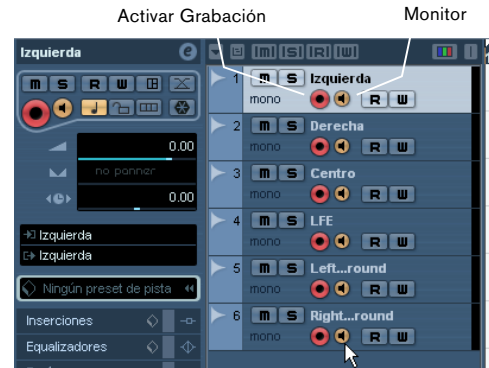 Activar Grabación Monitor
Izquierda e
m S R W
0.00
no panner
0.00
Izquierda
Izquierda
Ningún preset de pista
Inserciones
Equalizadores
m S R W
1 m S Izquierda
mono R W
2 m S Derecha
mono R W
3 m S Centro
mono R W
4 m S LFE
mono R W
5 m S Left...round
mono R W
6 m S Right...round
mono R W